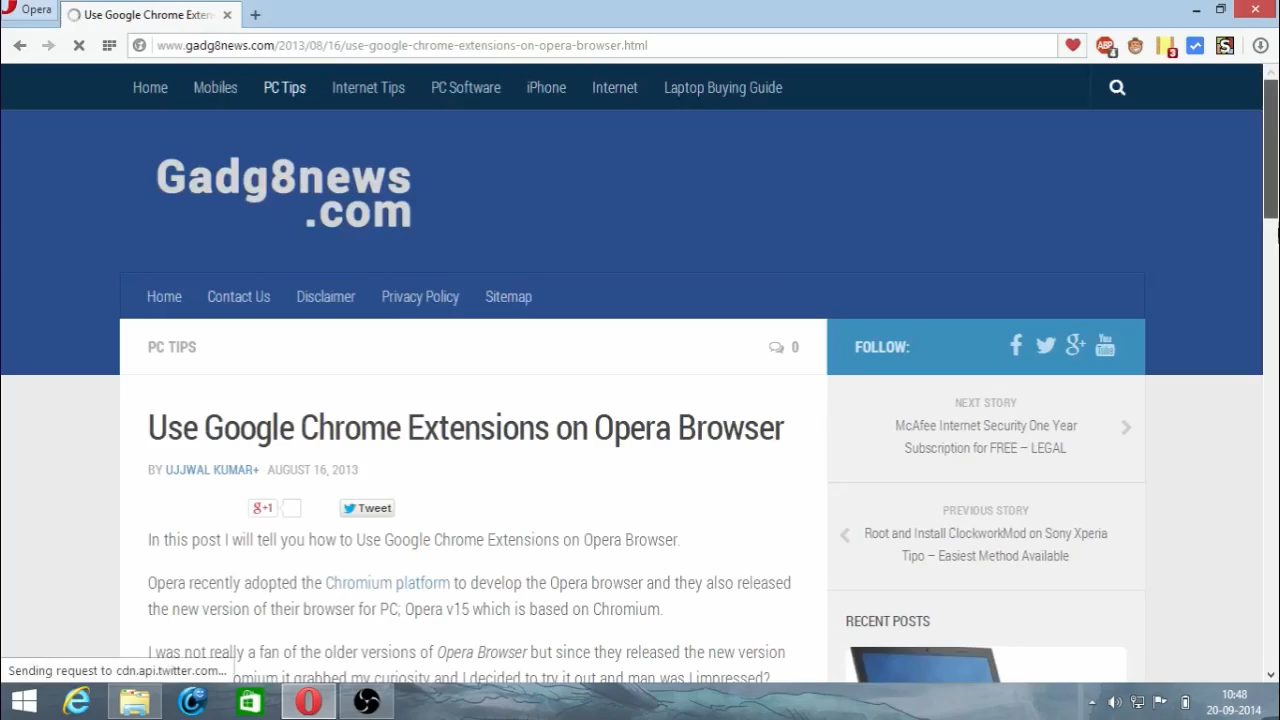 Opera
Use Google Chrome Exten
www.gadg8news.com/2013/08/16/use-google-chrome-extensions-on-opera-browser.html
ABP
4
3
S
Home Mobiles PC Tips Internet Tips PC Software iPhone Internet Laptop Buying Guide
Gadg8news
.com
Home Contact Us Disclaimer Privacy Policy Sitemap
PC TIPS
0
FOLLOW:
You
Tube
Use Google Chrome Extensions on Opera Browser
BY UJJWAL KUMAR+ AUGUST 16, 2013
g+1
Tweet
In this post I will tell you how to Use Google Chrome Extensions on Opera Browser.
Opera recently adopted the Chromium platform to develop the Opera browser and they also released
the new version of their browser for PC; Opera v15 which is based on Chromium.
I was not really a fan of the older versions of Opera Browser but since they released the new version
omium it grabbed my curiosity and I decided to try it out and man was I impressed?
NEXT STORY
McAfee Internet Security One Year
Subscription for FREE – LEGAL
PREVIOUS STORY
Root and Install ClockworkMod on Sony Xperia
Tipo – Easiest Method Available
RECENT POSTS
Sending request to cdn.api.twitter.com...
10:48
20-09-2014